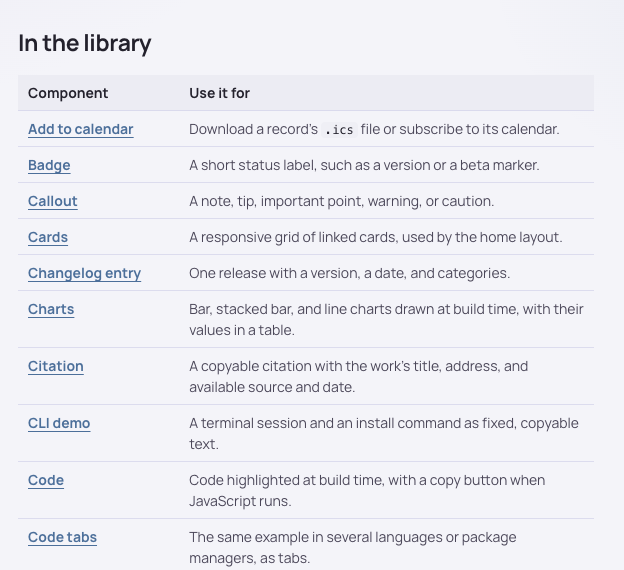 In the library
Component Use it for
Add to calendar Download a record's .ics file or subscribe to its calendar.
Badge A short status label, such as a version or a beta marker.
Callout A note, tip, important point, warning, or caution.
Cards A responsive grid of linked cards, used by the home layout.
Changelog entry One release with a version, a date, and categories.
Charts Bar, stacked bar, and line charts drawn at build time, with their
values in a table.
Citation A copyable citation with the work's title, address, and
available source and date.
CLI demo A terminal session and an install command as fixed, copyable
text.
Code Code highlighted at build time, with a copy button when
JavaScript runs.
Code tabs The same example in several languages or package
managers, as tabs.